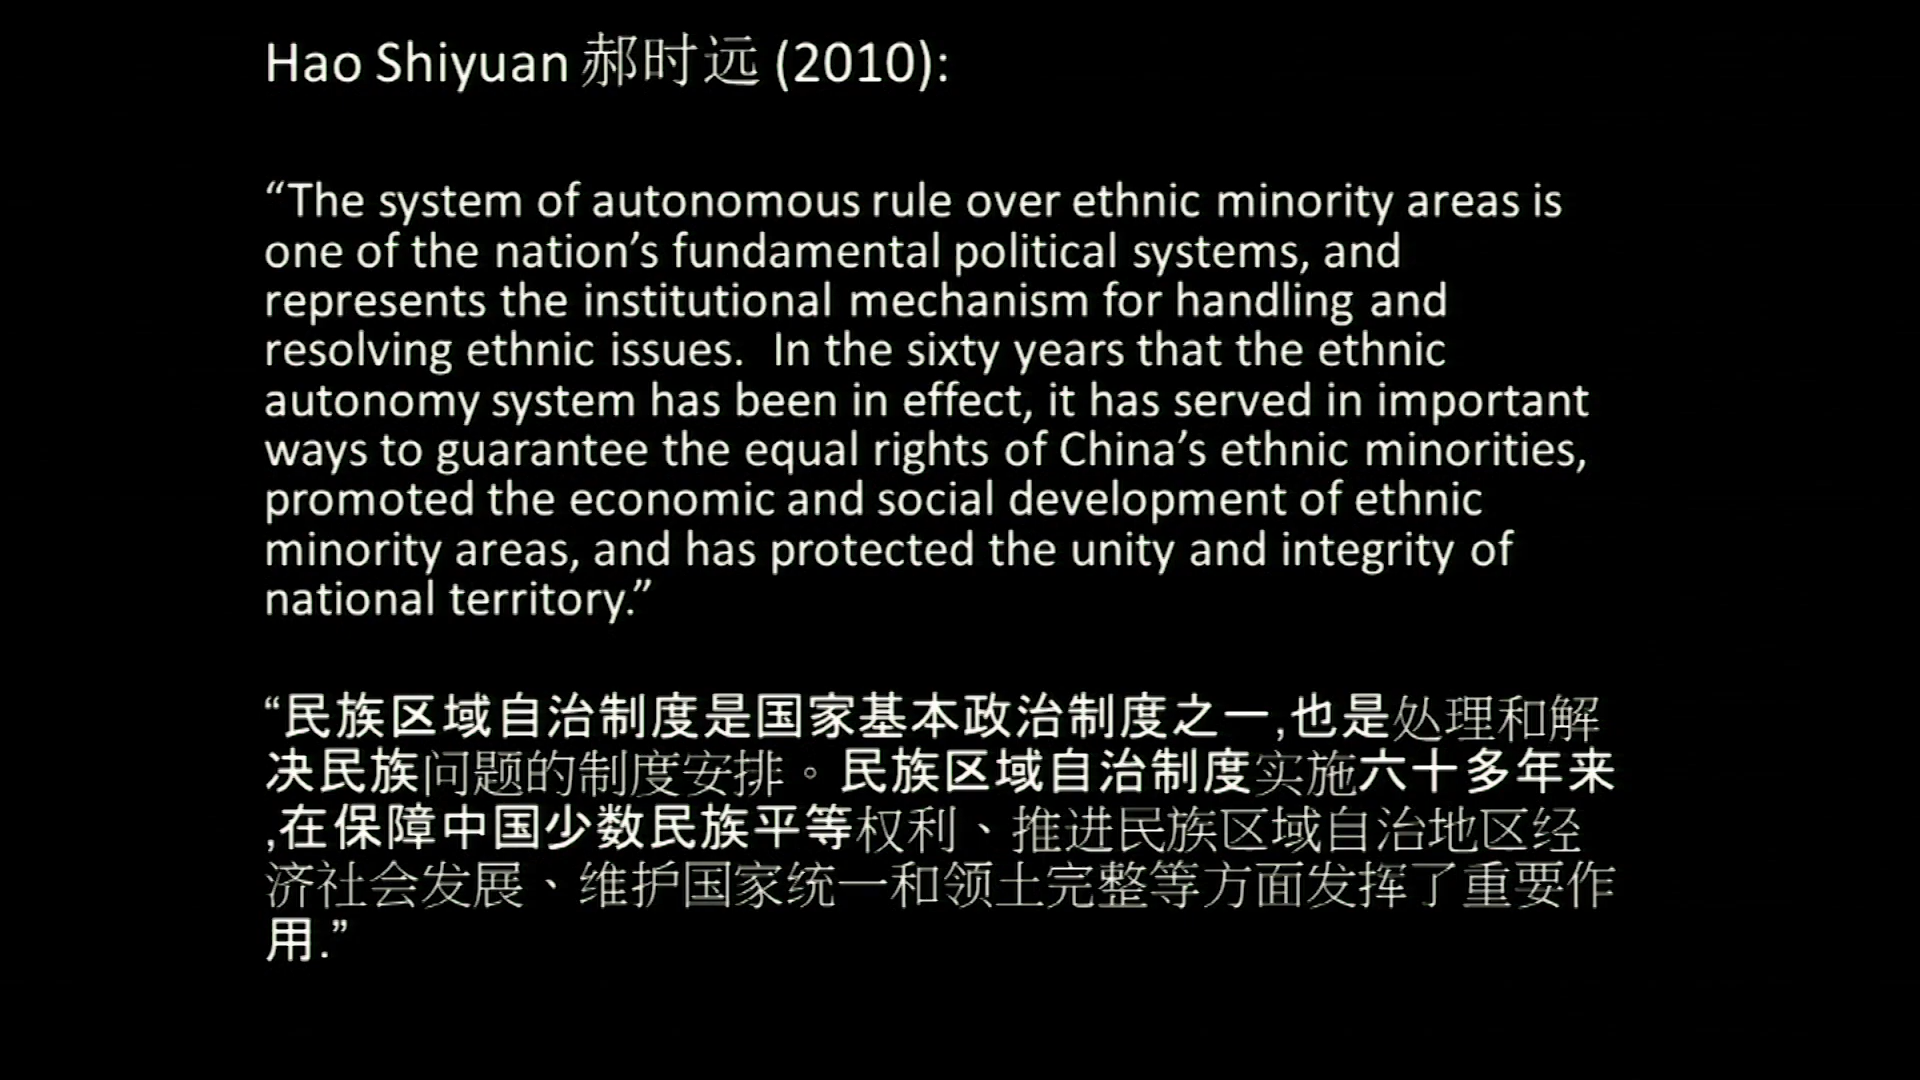 Hao Shiyuan 郝时远 (2010):
“The system of autonomous rule over ethnic minority areas is
one of the nation’s fundamental political systems, and
represents the institutional mechanism for handling and
resolving ethnic issues.  In the sixty years that the ethnic
autonomy system has been in effect, it has served in important
ways to guarantee the equal rights of China’s ethnic minorities,
promoted the economic and social development of ethnic
minority areas, and has protected the unity and integrity of
national territory.”
“民族区域自治制度是国家基本政治制度之一,也是处理和解
决民族问题的制度安排。民族区域自治制度实施六十多年来
,在保障中国少数民族平等权利、推进民族区域自治地区经
济社会发展、维护国家统一和领土完整等方面发挥了重要作
用.”